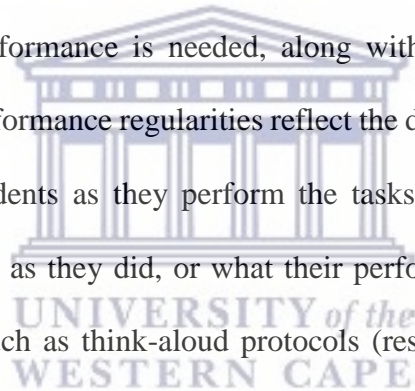 formance is needed, along with
formance regularities reflect the d
dents as they perform the tasks
as they did, or what their perfo
UNIVERSITY of the
uch as think-aloud protocols (res
WESTERN CAPE